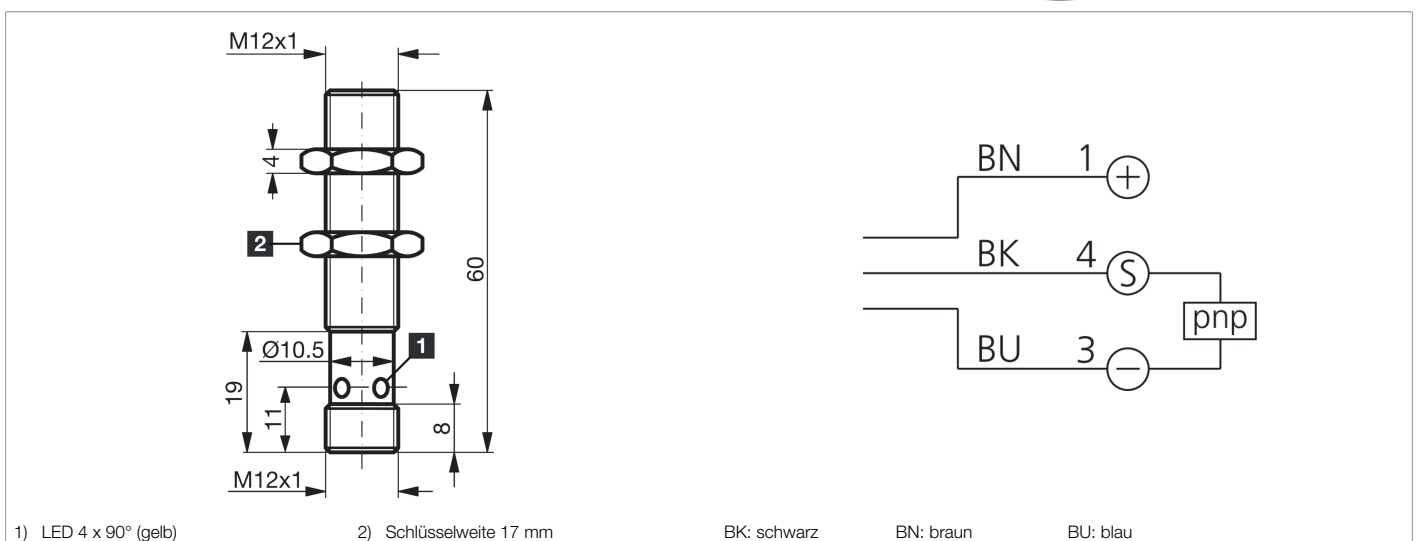 M12x1
4
2
60
Ø10.5
1
19
11
8
M12x1
BN 1 +
BK 4 S
pnp
BU 3 −
1) LED 4 x 90° (gelb) 2) Schlüsselweite 17 mm BK: schwarz BN: braun BU: blau